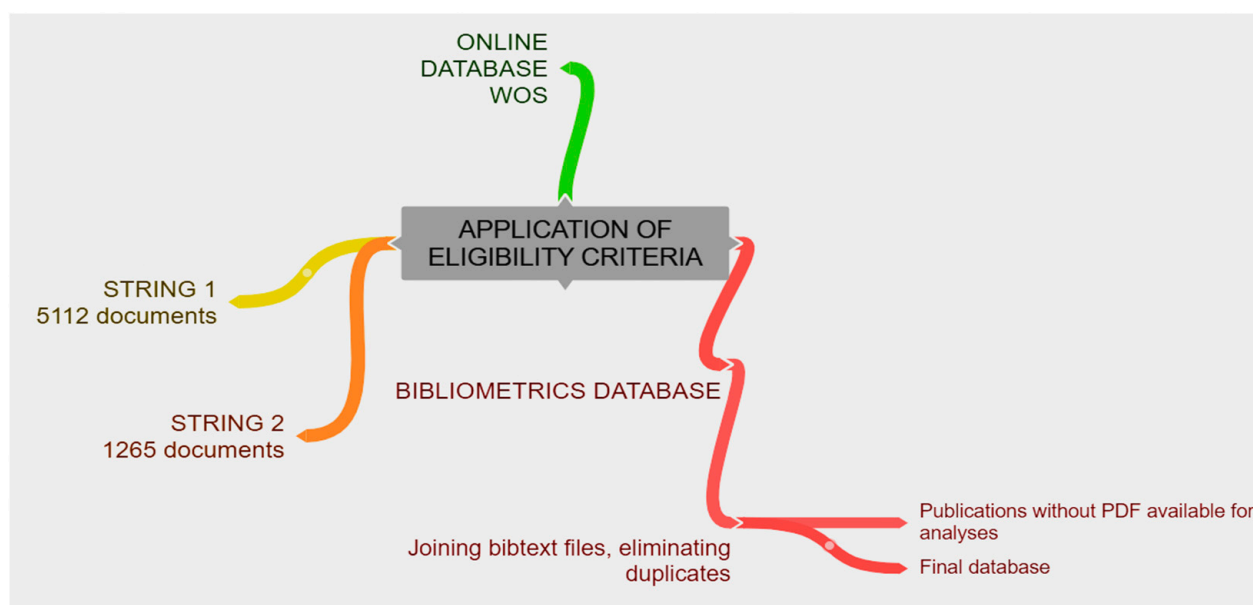 ONLINE
DATABASE
WOS
APPLICATION OF
ELIGIBILITY CRITERIA
STRING 1
5112 documents
STRING 2
1265 documents
BIBLIOMETRICS DATABASE
Joining bibtext files, eliminating
duplicates
Publications without PDF available for
analyses
Final database